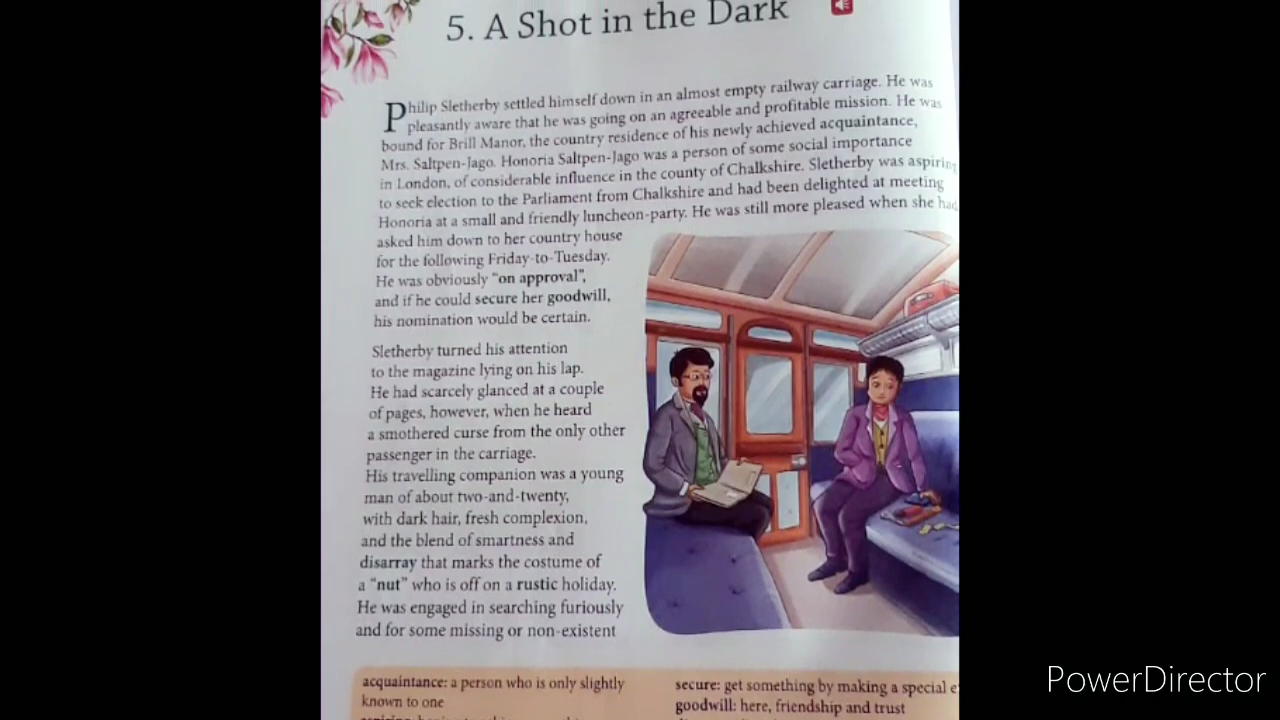 5. A Shot in the Dark
Philip Sletherby settled himself down in an almost empty railway carriage. He was
pleasantly aware that he was going on an agreeable and profitable mission. He was
bound for Brill Manor, the country residence of his newly achieved acquaintance,
Mrs. Saltpen-Jago. Honoria Saltpen-Jago was a person of some social importance
in London, of considerable influence in the county of Chalkshire. Sletherby was aspiring
to seek election to the Parliament from Chalkshire and had been delighted at meeting
Honoria at a small and friendly luncheon-party. He was still more pleased when she had
asked him down to her country house
for the following Friday-to-Tuesday.
He was obviously “on approval”,
and if he could secure her goodwill,
his nomination would be certain.
Sletherby turned his attention
to the magazine lying on his lap.
He had scarcely glanced at a couple
of pages, however, when he heard
a smothered curse from the only other
passenger in the carriage.
His travelling companion was a young
man of about two-and-twenty,
with dark hair, fresh complexion,
and the blend of smartness and
disarray that marks the costume of
a “nut” who is off on a rustic holiday.
He was engaged in searching furiously
and for some missing or non-existent
acquaintance: a person who is only slightly
known to one
secure: get something by making a special
goodwill: here, friendship and trust
PowerDirector